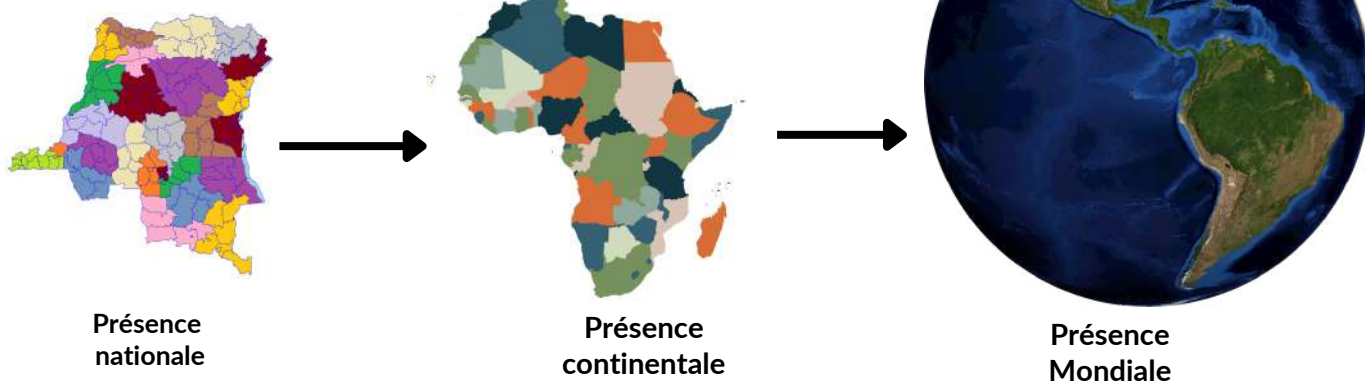 Présence
nationale
Présence
continentale
Présence
Mondiale